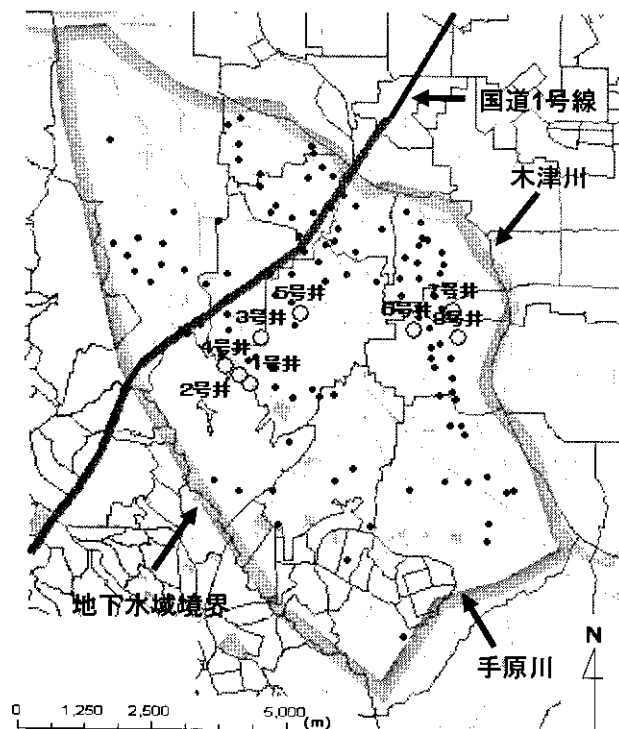 国道1号線
木津川
5号井
7号井
3号井
6号井
8号井
4号井
1号井
2号井
地下水域境界
手原川
N
0 1,250 2,500 5,000
(m)